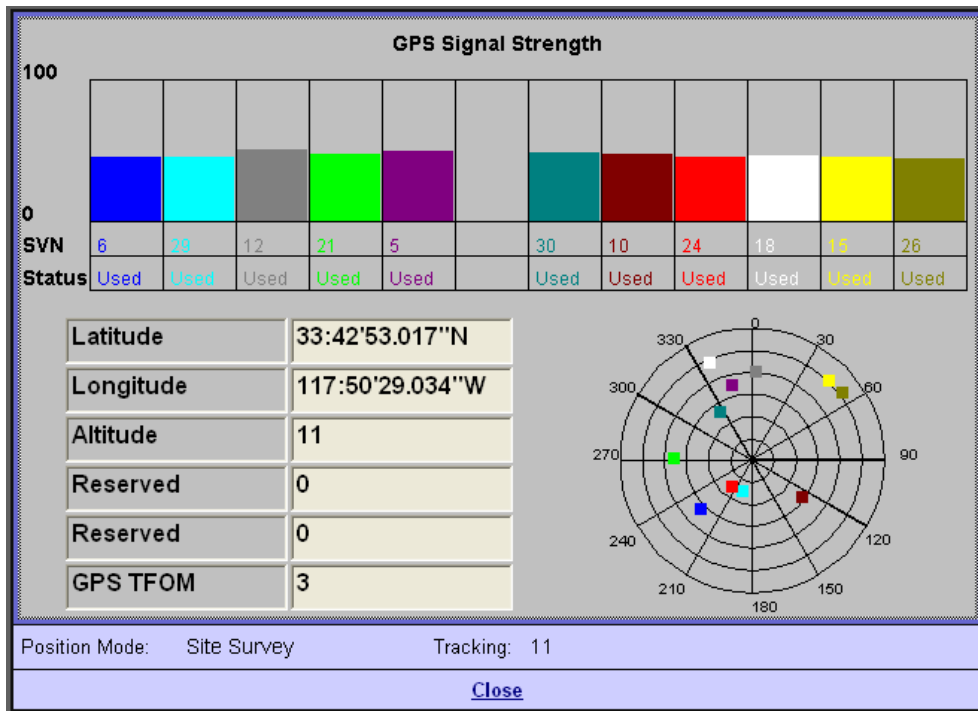 GPS Signal Strength
100
0
SVN 6 29 12 21 5 30 10 24 18 15 26
Status Used Used Used Used Used Used Used Used Used Used Used
Latitude 33:42'53.017"N
Longitude 117:50'29.034"W
Altitude 11
Reserved 0
Reserved 0
GPS TFOM 3
0
330 30
300 60
270 90
240 120
210 150
180
Position Mode: Site Survey Tracking: 11
Close